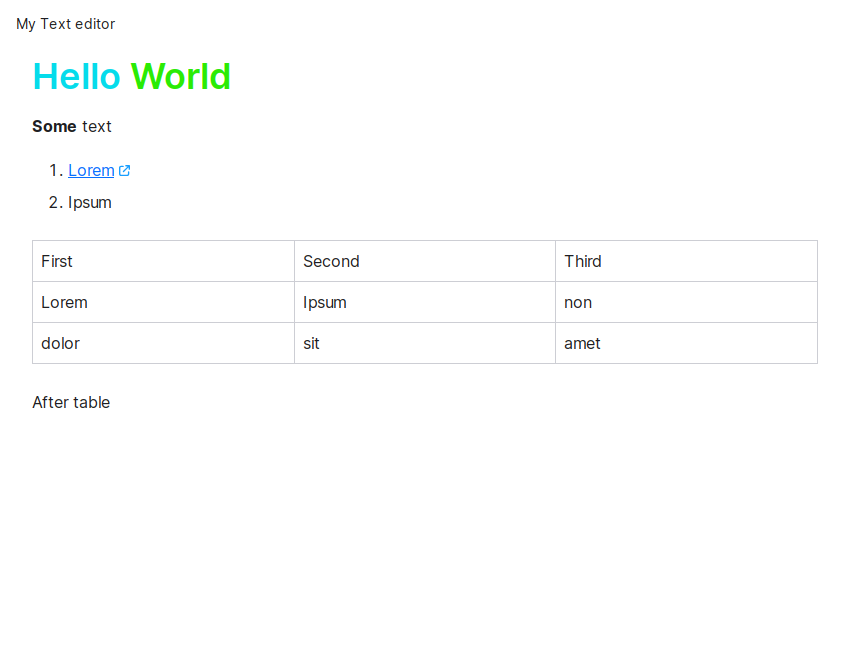 My Text editor
Hello World
Some text
1. Lorem
2. Ipsum
First Second Third
Lorem Ipsum non
dolor sit amet
After table